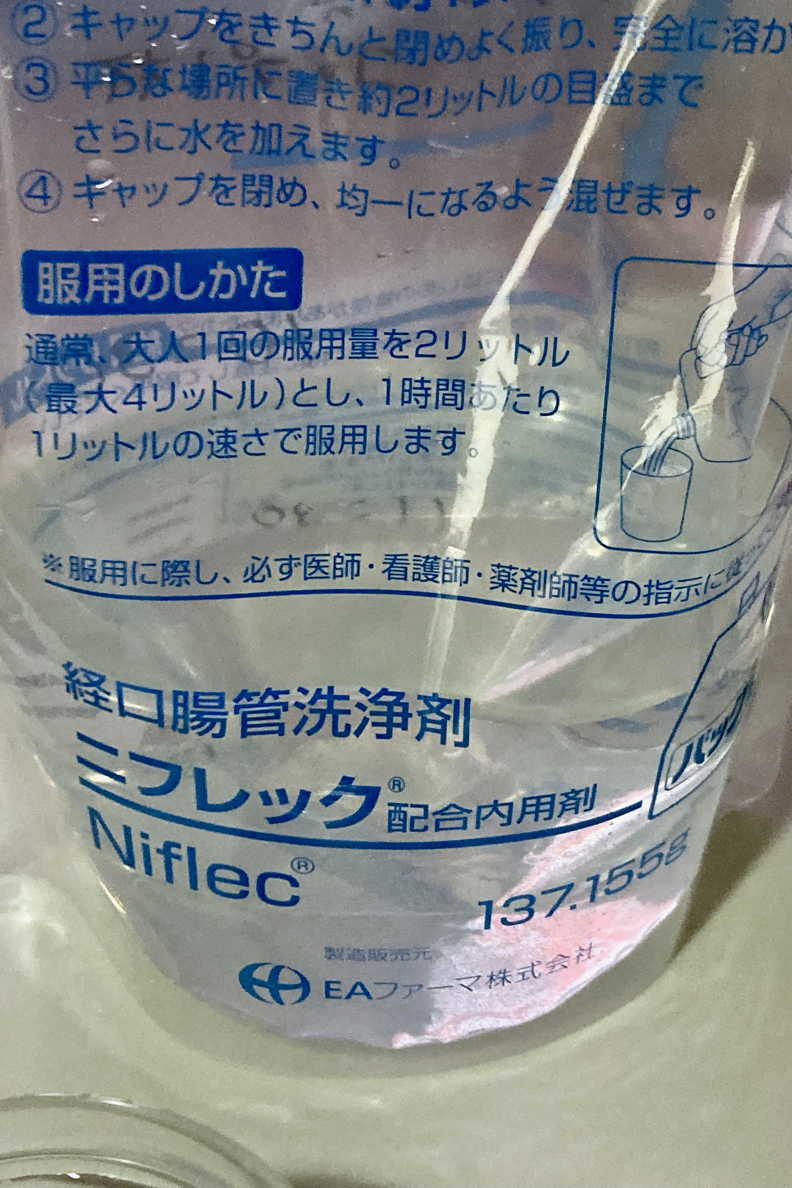 ② キャップをきちんと閉めよく振り、完全に溶か
③ 平らな場所に置き約2リットルの目盛まで
さらに水を加えます。
④ キャップを閉め、均一になるよう混ぜます。
服用のしかた
通常、大人1回の服用量を2リットル
(最大4リットル)とし、1時間あたり
1リットルの速さで服用します。
※服用に際し、必ず医師・看護師・薬剤師等の指示に従
経口腸管洗浄剤
ニフレック®配合内用剤
Niflec®
137.155g
バッグ
製造販売元
EAファーマ株式会社